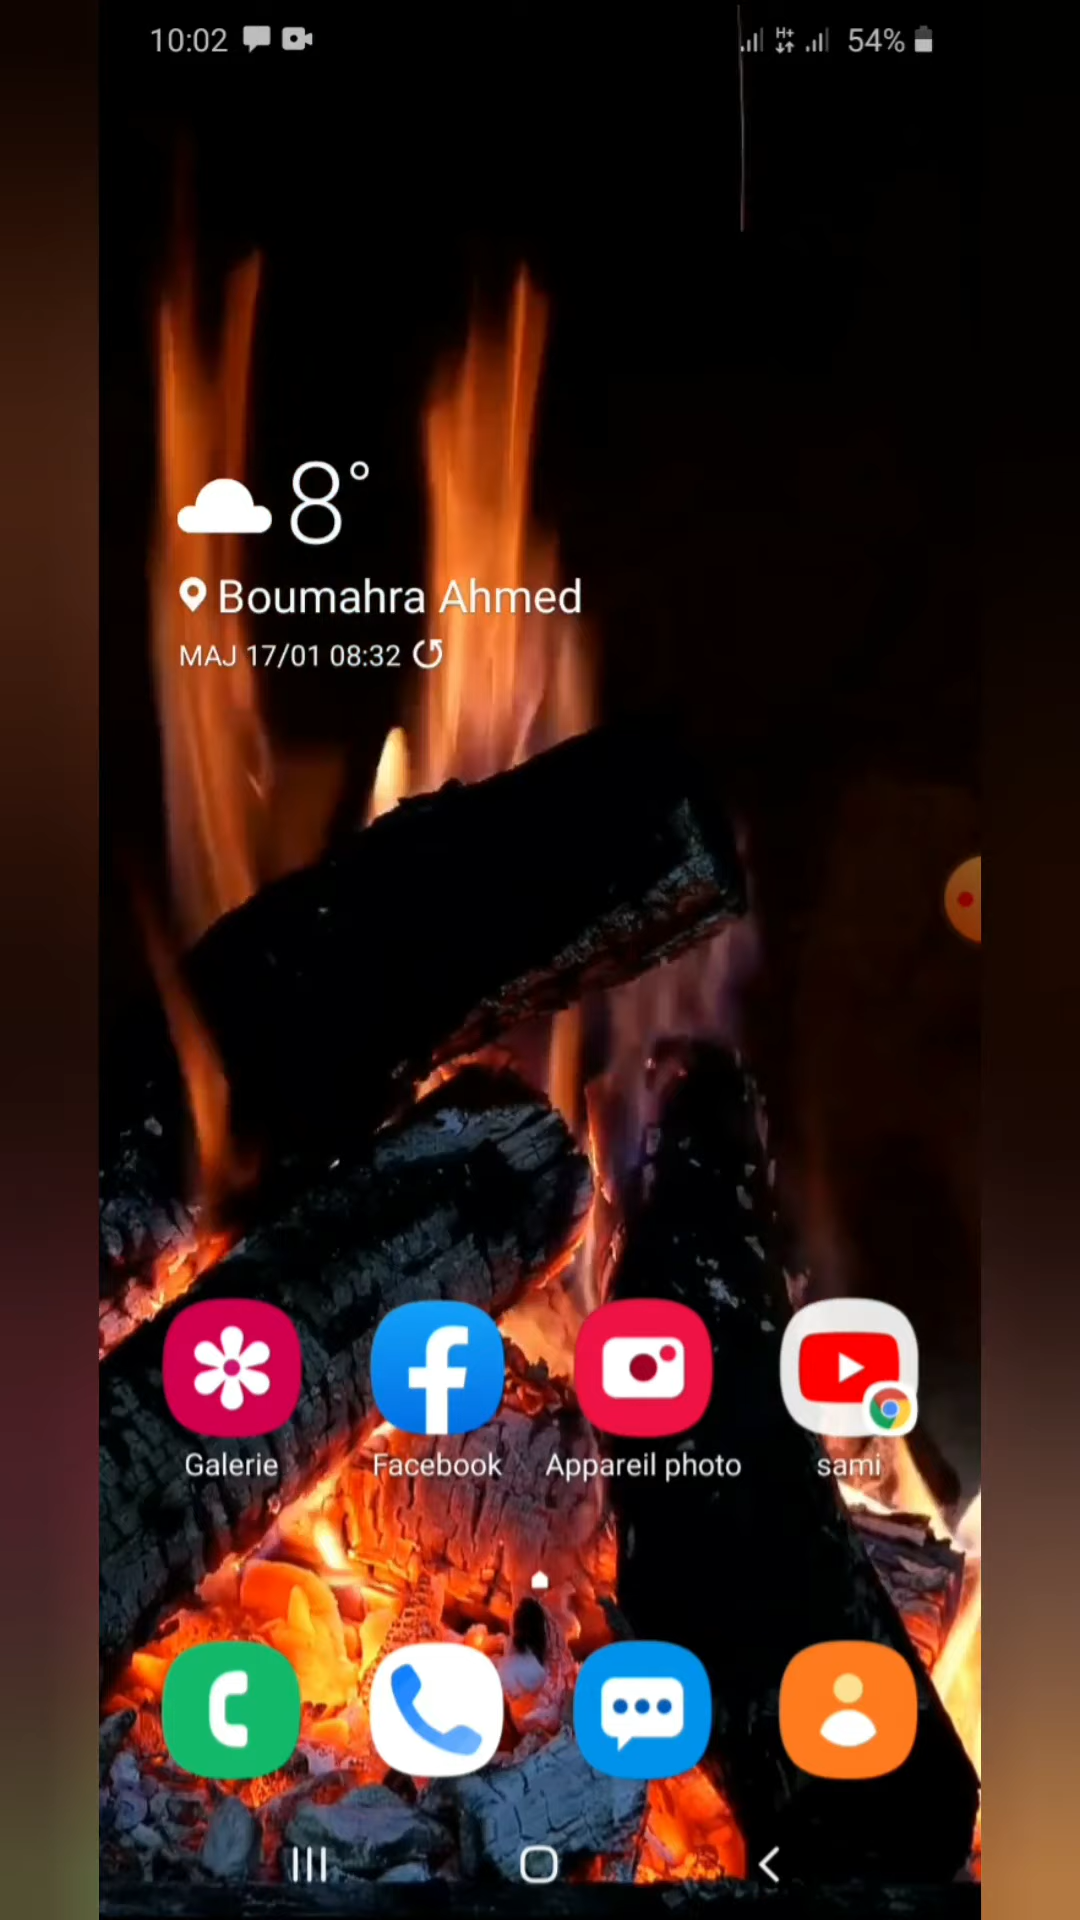 10:02
H+
54%
8°
Boumahra Ahmed
MAJ 17/01 08:32
Galerie
Facebook
Appareil photo
sami